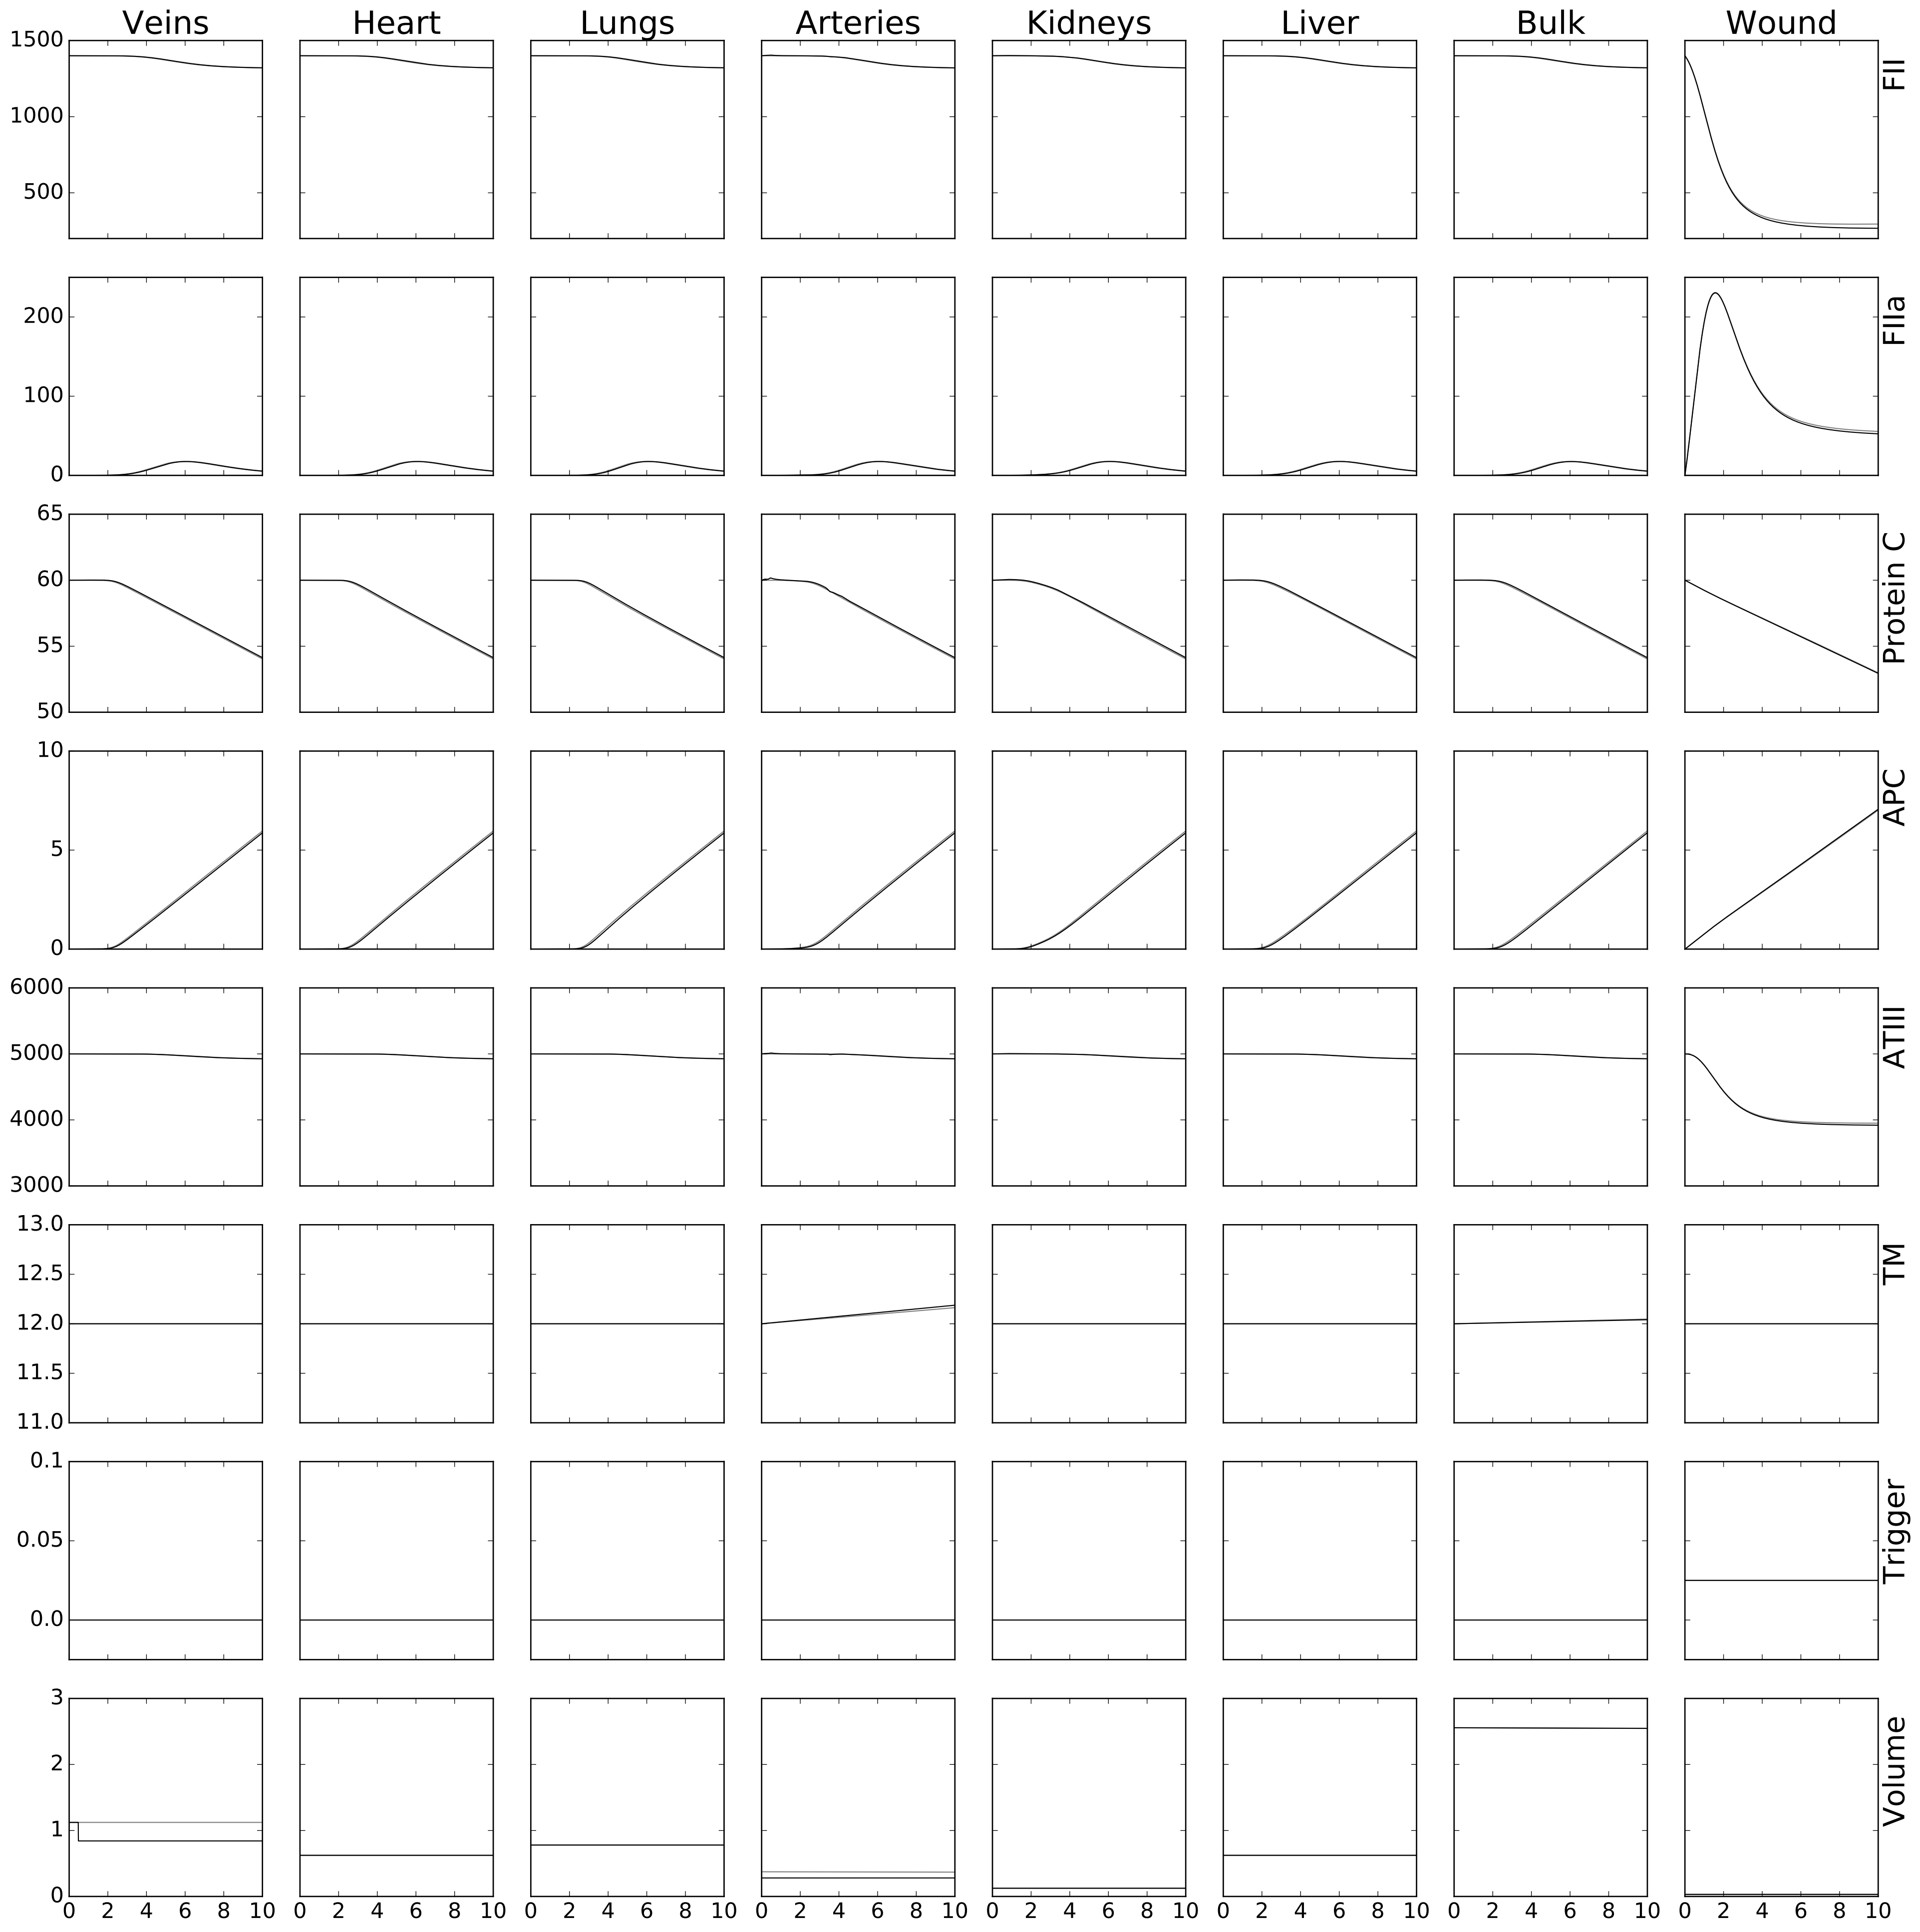 Veins Heart Lungs Arteries Kidneys Liver Bulk Wound
1500
1000
500
FII
200
100
0
FIIa
65
60
55
50
Protein C
10
5
0
APC
6000
5000
4000
3000
ATIII
13.0
12.5
12.0
11.5
11.0
TM
0.1
0.05
0.0
Trigger
3
2
1
0
Volume
0 2 4 6 8 10 0 2 4 6 8 10 0 2 4 6 8 10 0 2 4 6 8 10 0 2 4 6 8 10 0 2 4 6 8 10 0 2 4 6 8 10 0 2 4 6 8 10